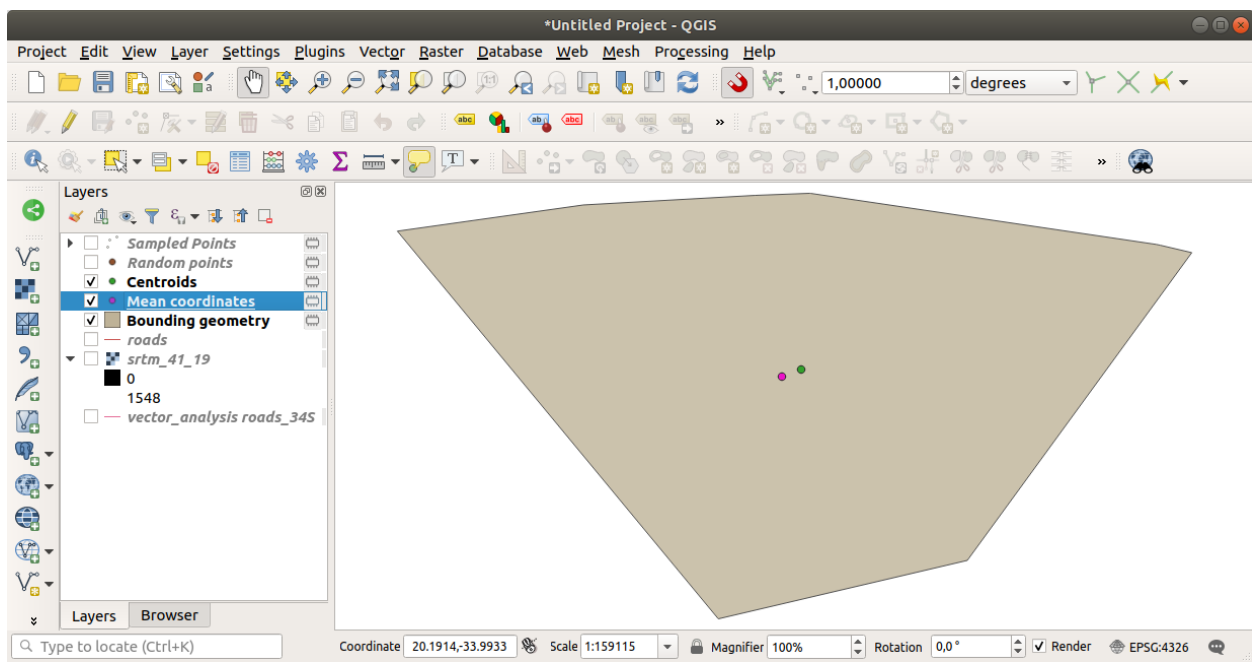 *Untitled Project - QGIS
Project Edit View Layer Settings Plugins Vector Raster Database Web Mesh Processing Help
1,00000 degrees
abc abc
»
Σ T »
Layers
Sampled Points
Random points
Centroids
Mean coordinates
Bounding geometry
roads
srtm_41_19
0
1548
vector_analysis roads_34S
Layers Browser
Type to locate (Ctrl+K) Coordinate 20.1914,-33.9933 Scale 1:159115 Magnifier 100% Rotation 0,0 ° Render EPSG:4326